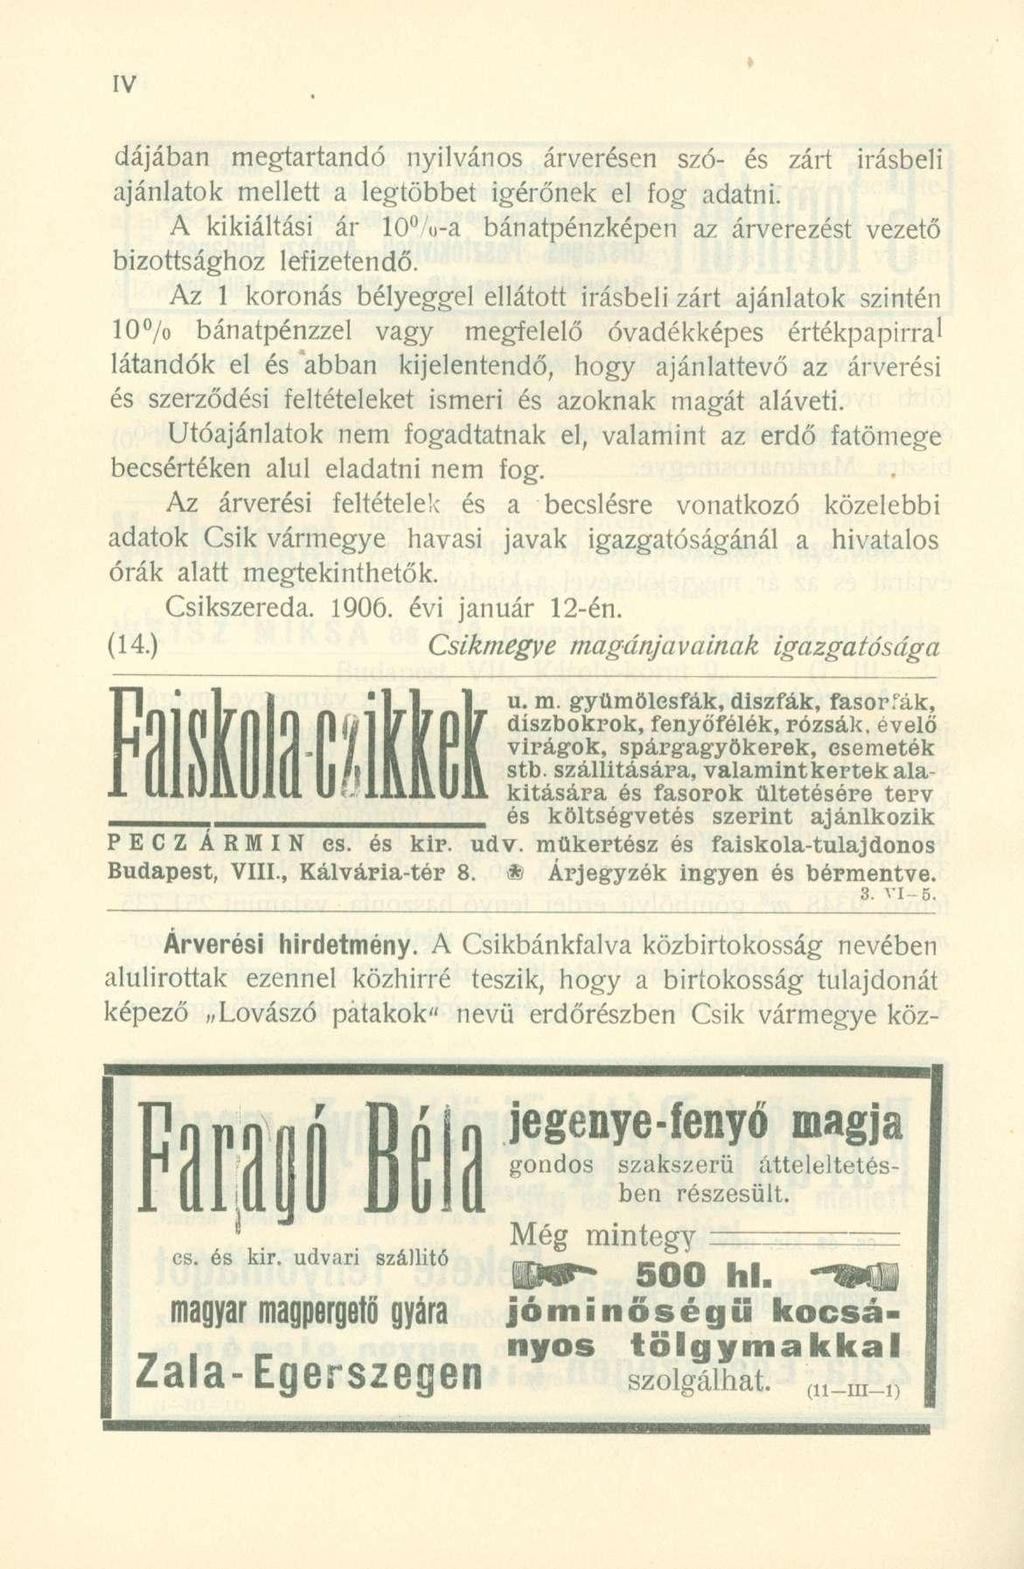 IV
dájában megtartandó nyilvános árverésen szó- és zárt irásbeli
ajánlatok mellett a legtöbbet igérőnek el fog adatni.
A kikiáltási ár 10%-a bánatpénzképen az árverezést vezető
bizottsághoz lefizetendő.
Az 1 koronás bélyeggel ellátott irásbeli zárt ajánlatok szintén
10% bánatpénzzel vagy megfelelő óvadékképes értékpapirral
látandók el és abban kijelentendő, hogy ajánlattevő az árverési
és szerződési feltételeket ismeri és azoknak magát aláveti.
Utóajánlatok nem fogadtatnak el, valamint az erdő fatömege
becsértéken alul eladatni nem fog.
Az árverési feltételek és a becslésre vonatkozó közelebbi
adatok Csik vármegye havasi javak igazgatóságánál a hivatalos
órák alatt megtekinthetők.
Csikszereda. 1906. évi január 12-én.
(14.) Csikmegye magánjavainak igazgatósága
Faiskola-czikkek
u. m. gyümölcsfák, diszfák, fasorfák,
díszbokrok, fenyőfélék, rózsák, évelő
virágok, spárgagyökerek, csemeték
stb. szállitására, valamint kertek ala-
kitására és fasorok ültetésére terv
és költségvetés szerint ajánlkozik
PECZ ÁRMIN cs. és kir. udv. mükertész és faiskola-tulajdonos
Budapest, VIII., Kálvária-tér 8. ⊛ Árjegyzék ingyen és bérmentve.
3. VI-5.
Árverési hirdetmény. A Csikbánkfalva közbirtokosság nevében
alulirottak ezennel közhirré teszik, hogy a birtokosság tulajdonát
képező „Lovászó pátakok" nevü erdőrészben Csik vármegye köz-
Faragó Béla
cs. és kir. udvari szállitó
magyar magpergető gyára
Zala-Egerszegen
jegenye-fenyő magja
gondos szakszerü átteleltetés-
ben részesült.
Még mintegy
500 hl.
jóminőségü kocsá-
nyos tölgymakkal
szolgálhat. (11—III—1)